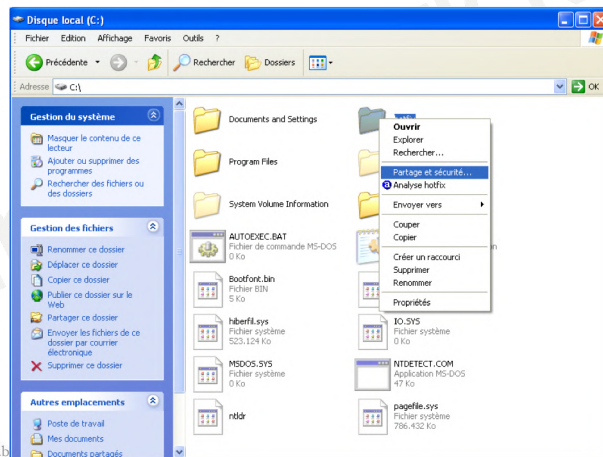 Disque local (C:)
Fichier Edition Affichage Favoris Outils ?
Précédente Rechercher Dossiers
Adresse C:\ OK
Gestion du système
Masquer le contenu de ce
lecteur
Ajouter ou supprimer des
programmes
Rechercher des fichiers ou
des dossiers
Gestion des fichiers
Renommer ce dossier
Déplacer ce dossier
Copier ce dossier
Publier ce dossier sur le
Web
Partager ce dossier
Envoyer les fichiers de ce
dossier par courrier
électronique
Supprimer ce dossier
Autres emplacements
Poste de travail
Mes documents
Documents partagés
Documents and Settings
Program Files
System Volume Information
AUTOEXEC.BAT
Fichier de commande MS-DOS
0 Ko
Bootfont.bin
Fichier BIN
5 Ko
hiberfil.sys
Fichier système
523.124 Ko
MSDOS.SYS
Fichier système
0 Ko
ntldr
Ouvrir
Explorer
Rechercher...
Partage et sécurité...
Analyse hotfix
Envoyer vers
Couper
Copier
Créer un raccourci
Supprimer
Renommer
Propriétés
IO.SYS
Fichier système
0 Ko
NTDETECT.COM
Application MS-DOS
47 Ko
pagefile.sys
Fichier système
786.432 Ko